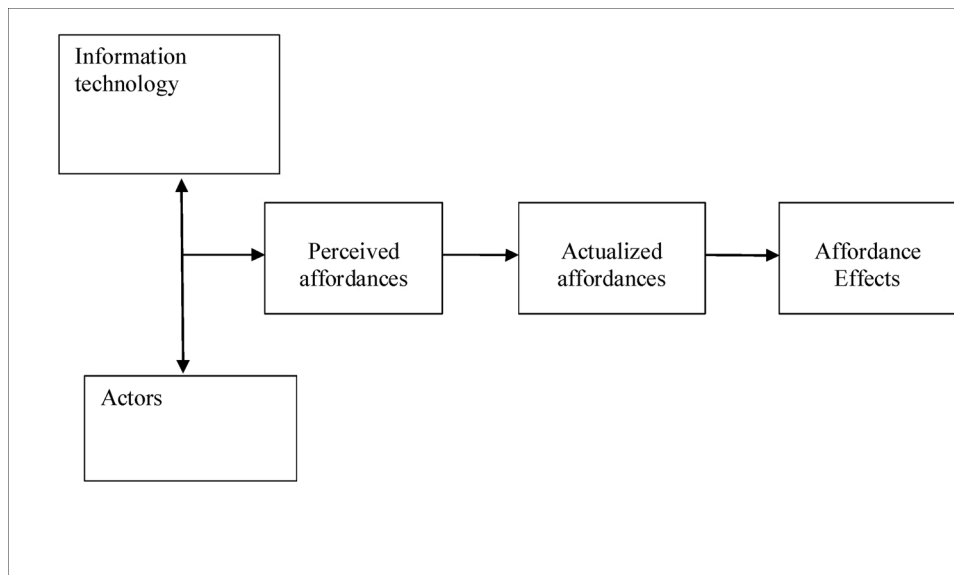 Information
technology
Perceived
affordances
Actualized
affordances
Affordance
Effects
Actors